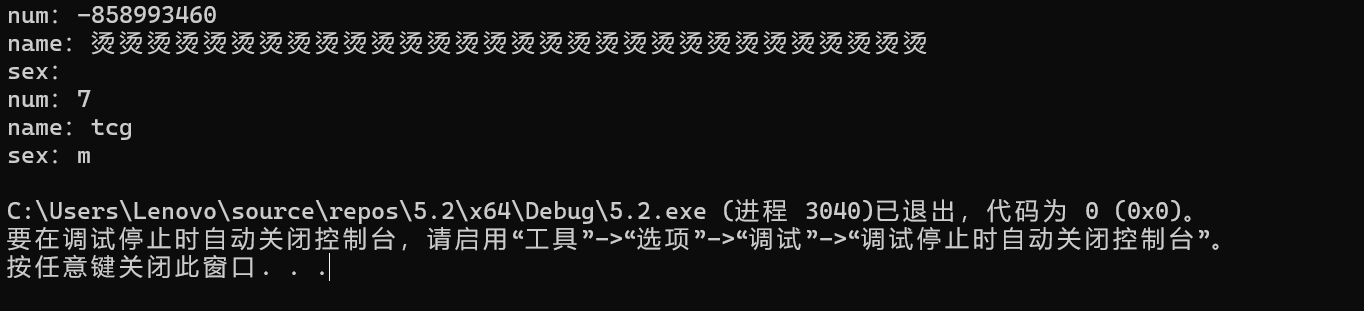 num：-858993460
name：烫烫烫烫烫烫烫烫烫烫烫烫烫烫烫烫烫烫烫烫烫烫烫烫烫烫烫烫烫烫
sex：
num：7
name：tcg
sex：m
C:\Users\Lenovo\source\repos\5.2\x64\Debug\5.2.exe (进程 3040)已退出，代码为 0 (0x0)。
要在调试停止时自动关闭控制台，请启用“工具”->“选项”->“调试”->“调试停止时自动关闭控制台”。
按任意键关闭此窗口. . .